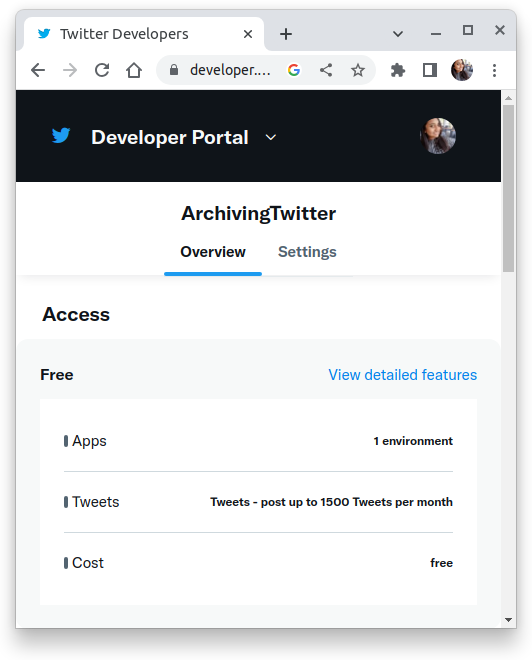 Twitter Developers
developer....
Developer Portal
ArchivingTwitter
Overview Settings
Access
Free View detailed features
Apps 1 environment
Tweets Tweets - post up to 1500 Tweets per month
Cost free